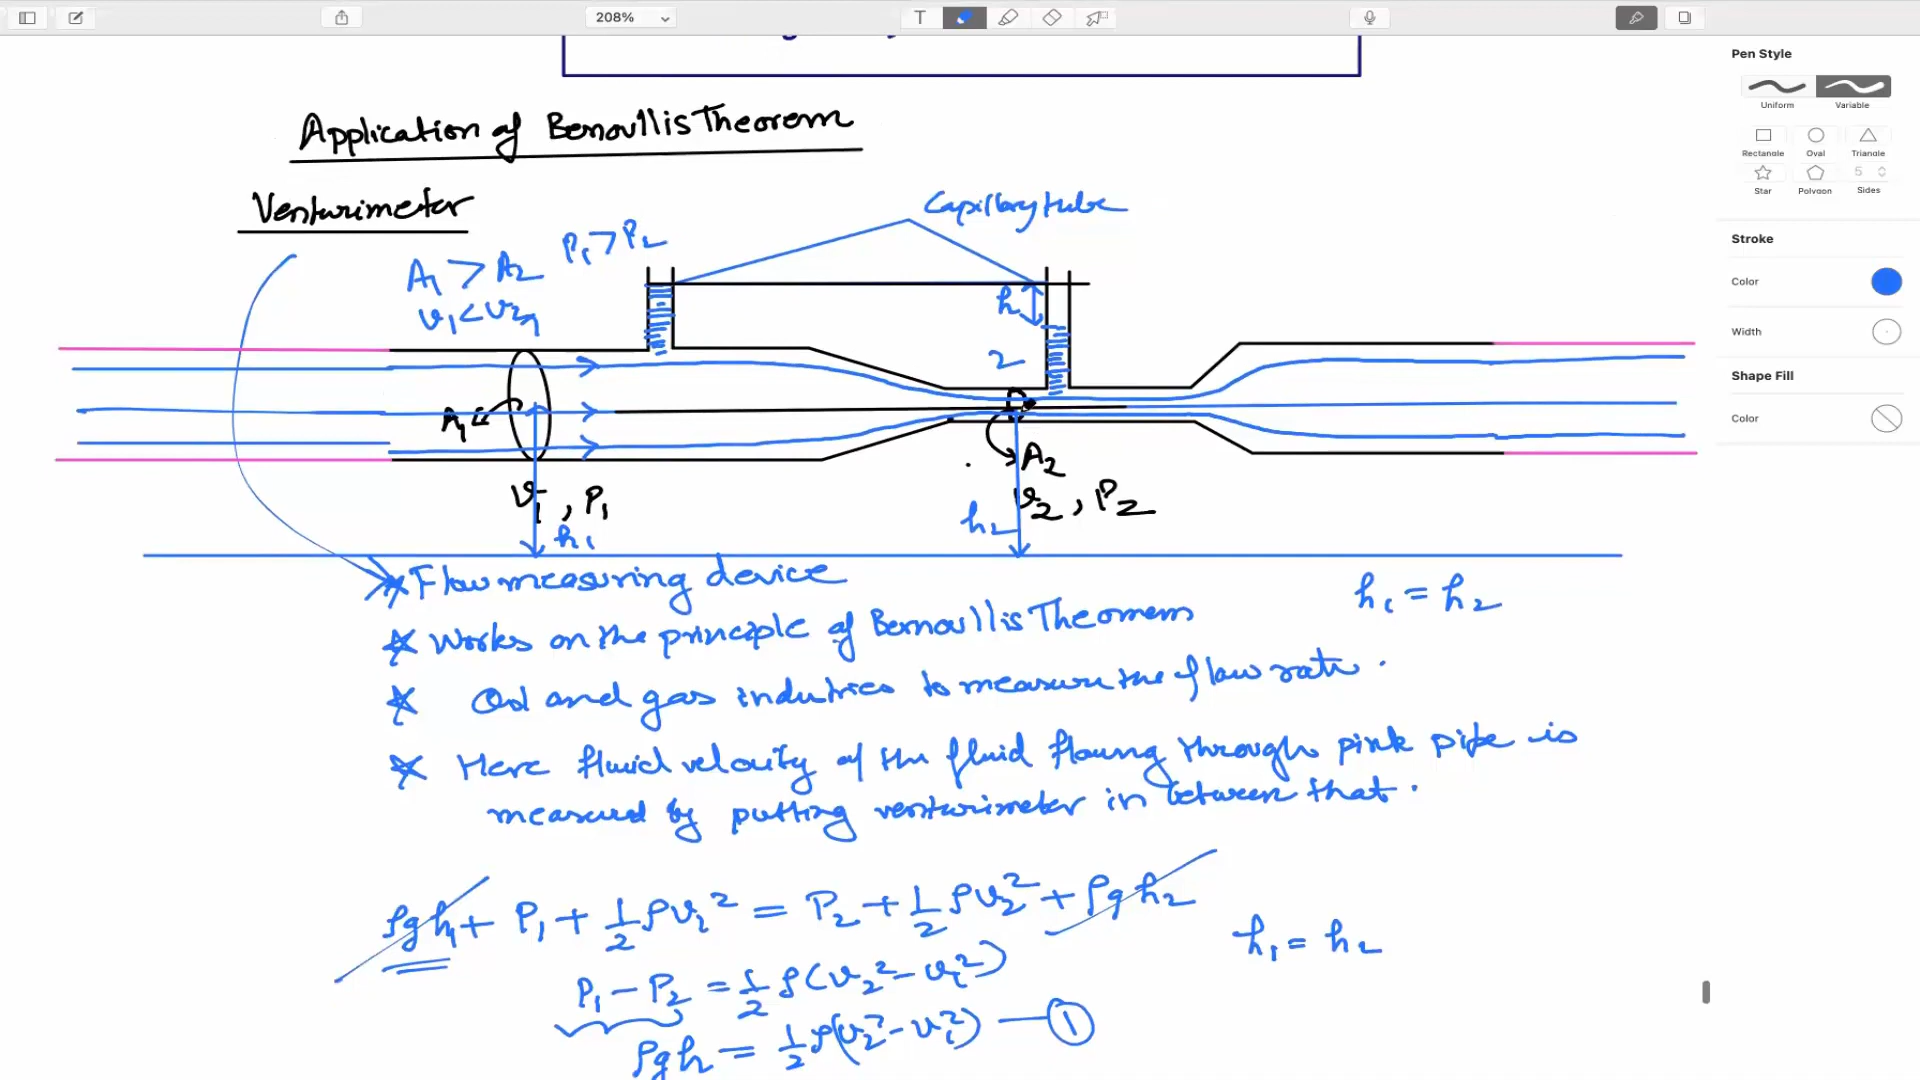 208%
T
Pen Style
Uniform
Variable
Rectangle
Oval
Triangle
Star
Polygon
5
Sides
Stroke
Color
Width
Shape Fill
Color
Application of Bernoullis Theorem
Venturimeter
Capillary tube
A₁ > A₂ P₁ > P₂
v₁ < v₂
h
2
A₁
A₂
v₁, P₁
v₂, P₂
h₁
h₂
* Flow measuring device
h₁ = h₂
* Works on the principle of Bernoullis Theorem
* Oil and gas industries to measure the flow rate.
* Here fluid velocity of the fluid flowing through pink pipe is
measured by putting venturimeter in between that.
ρgh₁ + P₁ + 1/2 ρv₁² = P₂ + 1/2 ρv₂² + ρgh₂
h₁ = h₂
P₁ - P₂ = 1/2 ρ(v₂² - v₁²)
ρgh = 1/2 ρ(v₂² - v₁²) — ①